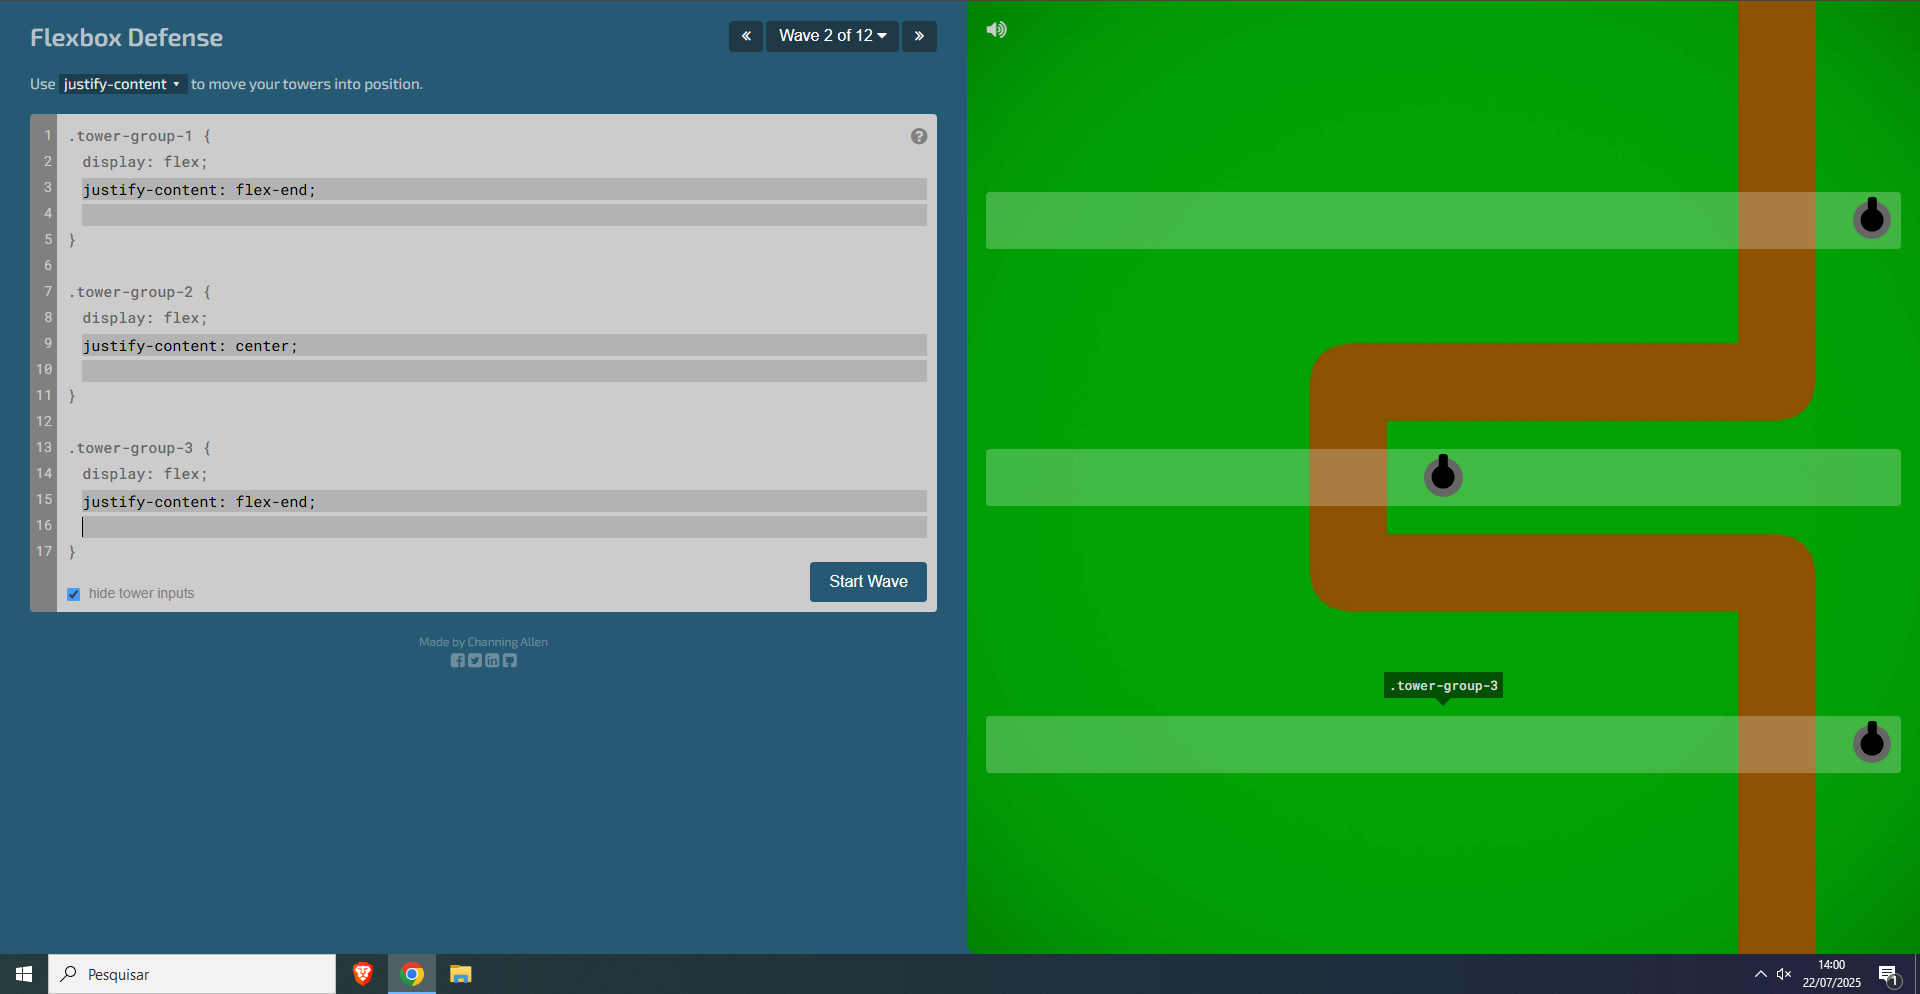 Flexbox Defense
« Wave 2 of 12 »
Use justify-content to move your towers into position.
1 .tower-group-1 {
2 display: flex;
3 justify-content: flex-end;
4
5 }
6
7 .tower-group-2 {
8 display: flex;
9 justify-content: center;
10
11 }
12
13 .tower-group-3 {
14 display: flex;
15 justify-content: flex-end;
16
17 }
hide tower inputs
Start Wave
Made by Channing Allen
.tower-group-3
Pesquisar
14:00
22/07/2025
1